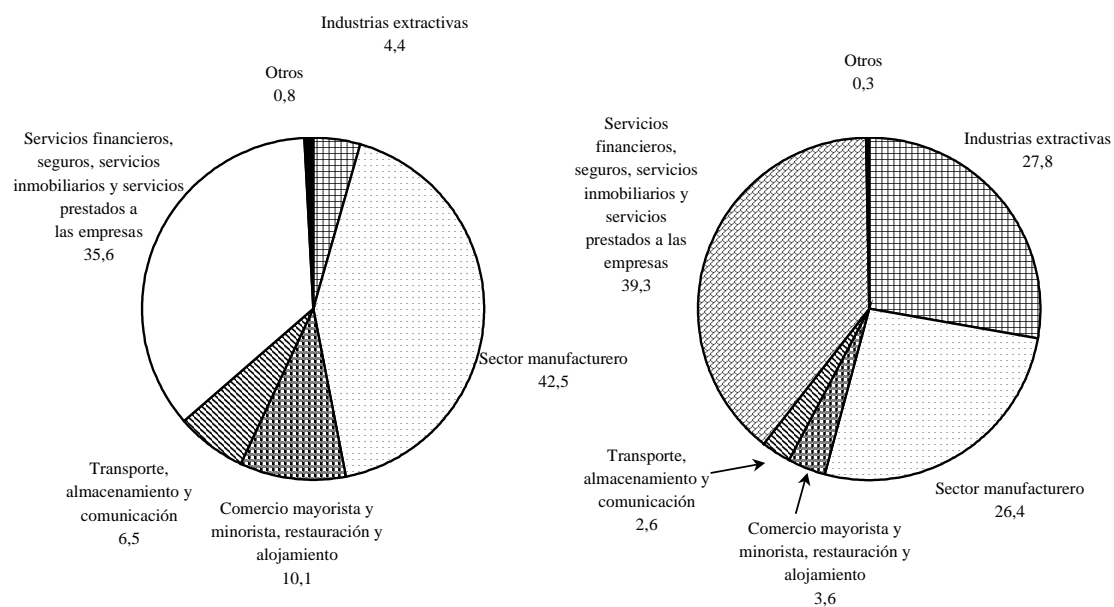 Industrias extractivas
4,4
Otros
0,8
Servicios financieros,
seguros, servicios
inmobiliarios y servicios
prestados a
las empresas
35,6
Sector manufacturero
42,5
Transporte,
almacenamiento y
comunicación
6,5
Comercio mayorista y
minorista, restauración y
alojamiento
10,1
Otros
0,3
Servicios
financieros,
seguros, servicios
inmobiliarios y
servicios
prestados a las
empresas
39,3
Industrias extractivas
27,8
Sector manufacturero
26,4
Transporte,
almacenamiento y
comunicación
2,6
Comercio mayorista y
minorista, restauración y
alojamiento
3,6